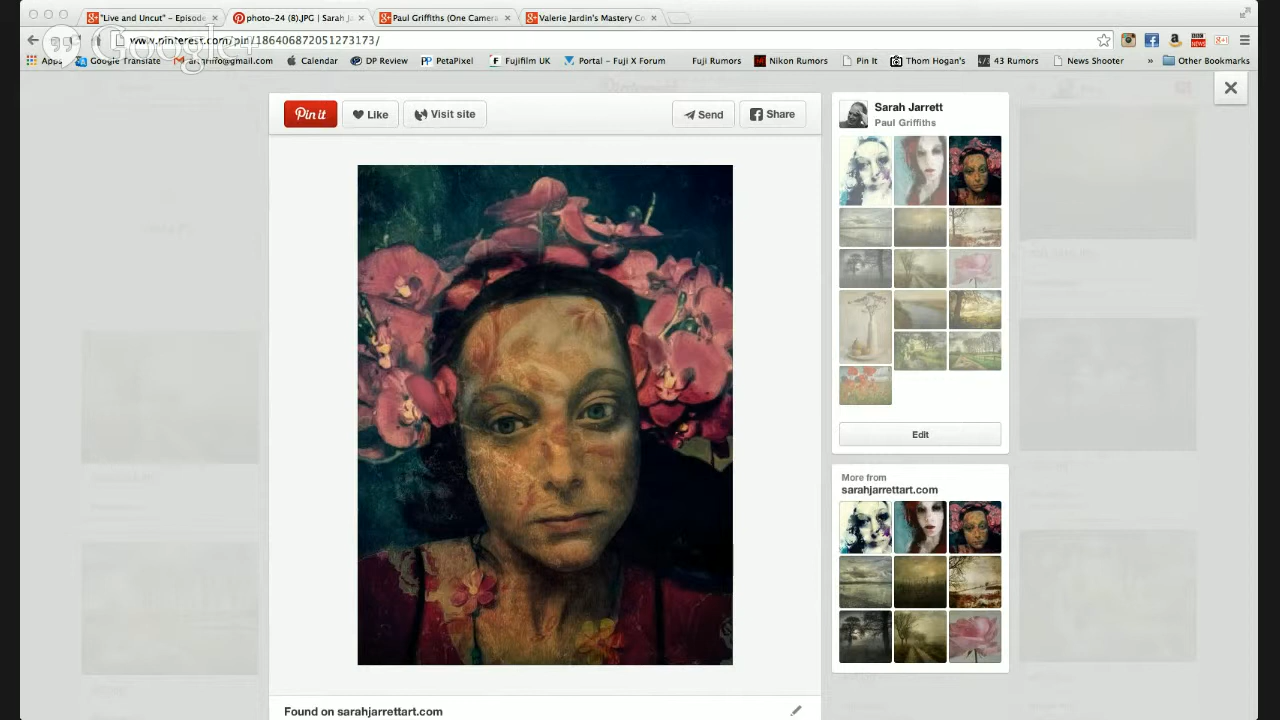 "Live and Uncut" – Episode
photo-24 (8).JPG | Sarah J
Paul Griffiths (One Camera
Valerie Jardin's Mastery Co
Google+
www.pinterest.com/pin/186406872051273173/
Apps
Google Translate
Calendar
DP Review
PetaPixel
Fujifilm UK
Portal – Fuji X Forum
Fuji Rumors
Nikon Rumors
Pin It
Thom Hogan's
43 Rumors
News Shooter
»
Other Bookmarks
Pin it
Like
Visit site
Send
Share
Sarah Jarrett
Paul Griffiths
Edit
More from
sarahjarrettart.com
Found on sarahjarrettart.com